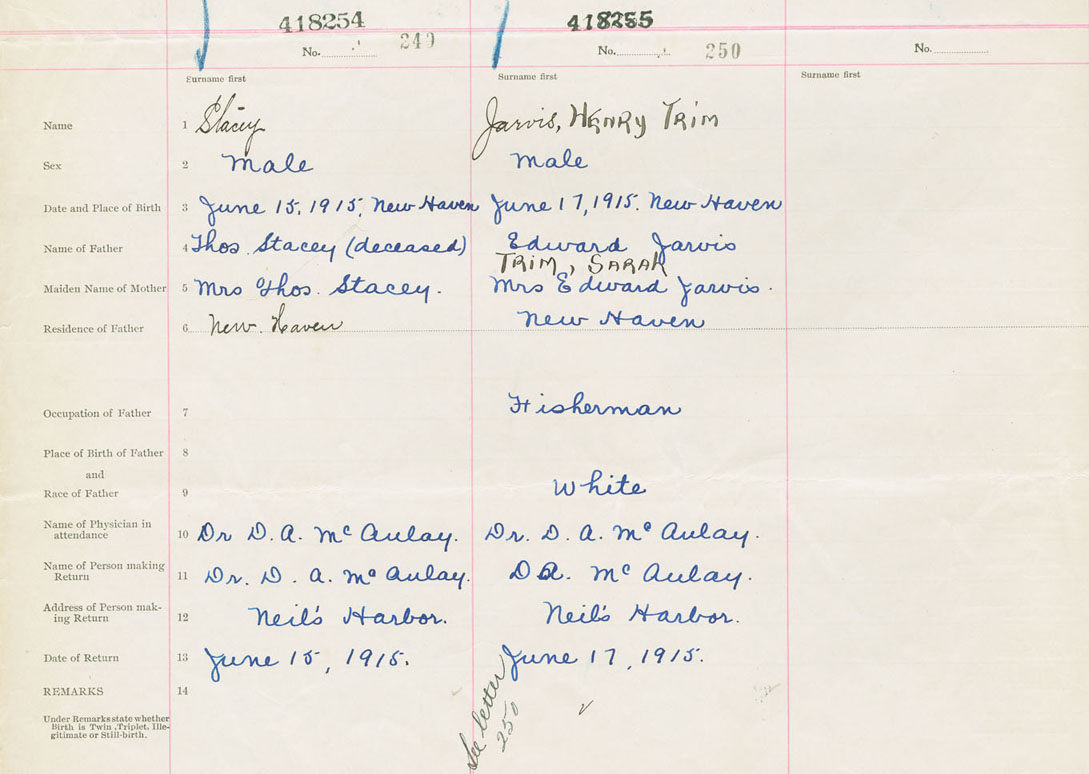 418254 418255
No. 249 No. 250 No.
Surname first Surname first Surname first
Name 1 Stacey Jarvis, HENRY TRIM
Sex 2 Male Male
Date and Place of Birth 3 June 15, 1915, New Haven June 17, 1915. New Haven
Name of Father 4 Thos. Stacey (deceased) Edward Jarvis
TRIM, SARAH
Maiden Name of Mother 5 Mrs Thos. Stacey. Mrs Edward Jarvis.
Residence of Father 6 New Haven New Haven
Occupation of Father 7 Fisherman
Place of Birth of Father 8
and
Race of Father 9 White
Name of Physician in
attendance 10 Dr D. A. McAulay. Dr. D. A. McAulay.
Name of Person making
Return 11 Dr. D. A. McAulay. D.A. McAulay.
Address of Person mak-
ing Return 12 Neil's Harbor. Neil's Harbor.
Date of Return 13 June 15, 1915. June 17, 1915.
REMARKS 14
See letter
250
Under Remarks state whether
Birth is Twin, Triplet, Ille-
gitimate or Still-birth.